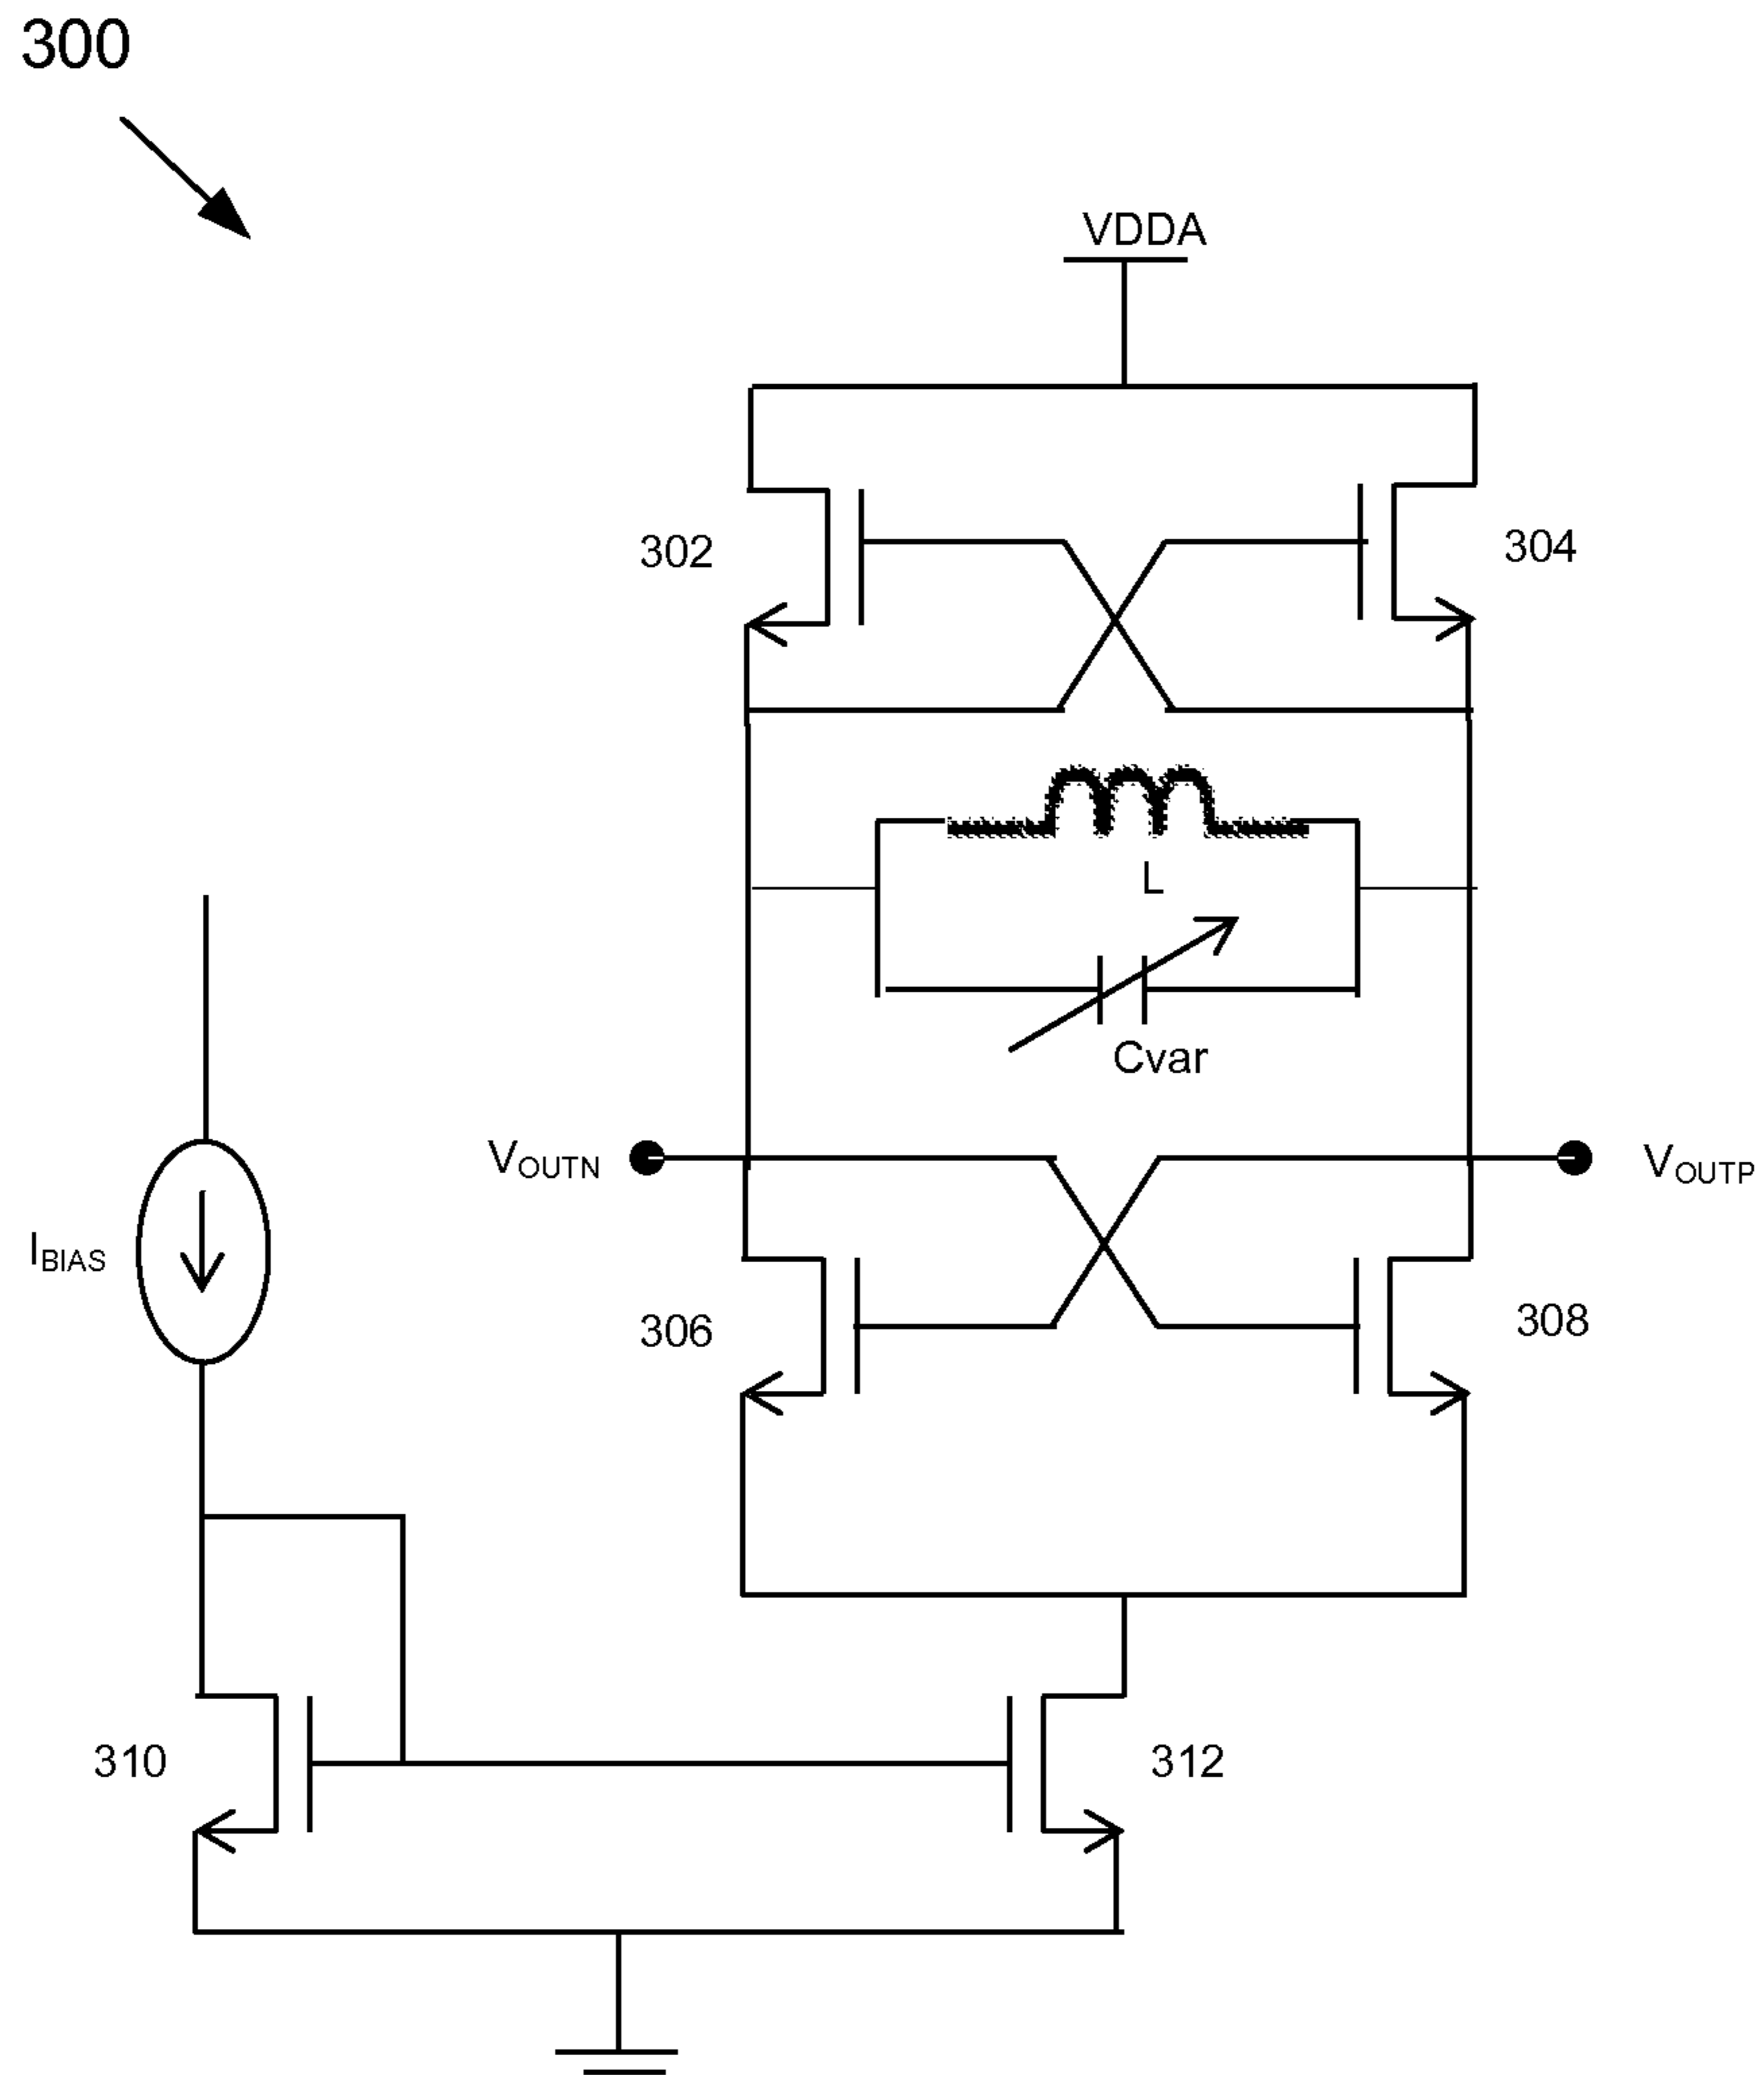 300
VDDA
302
304
L
Cvar
VOUTN
VOUTP
IBIAS
306
308
310
312